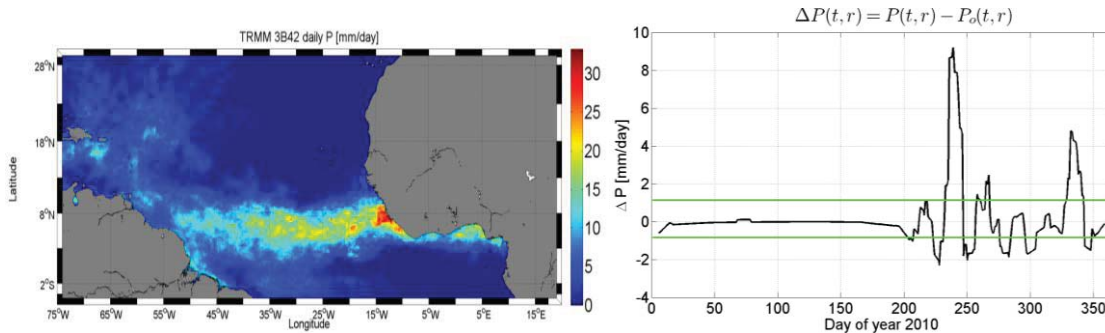 TRMM 3B42 daily P [mm/day]
28°N
18°N
8°N
2°S
Latitude
75°W
65°W
55°W
45°W
35°W
25°W
15°W
5°W
5°E
15°E
Longitude
30
25
20
15
10
5
0
ΔP(t,r) = P(t,r) − Pₒ(t,r)
10
8
6
4
2
0
-2
-4
Δ P [mm/day]
0
50
100
150
200
250
300
350
Day of year 2010